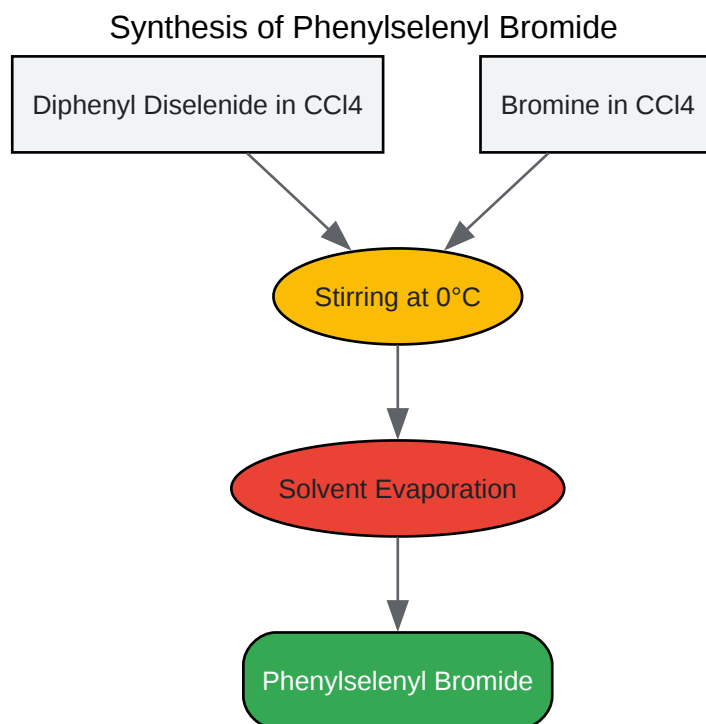 Synthesis of Phenylselenyl Bromide
Diphenyl Diselenide in CCl4
Bromine in CCl4
Stirring at 0°C
Solvent Evaporation
Phenylselenyl Bromide